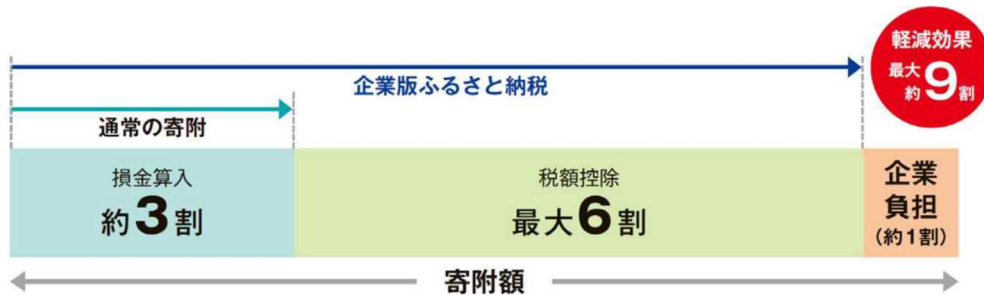 軽減効果
最大
約9割
企業版ふるさと納税
通常の寄附
損金算入
約3割
税額控除
最大6割
企業
負担
(約1割)
寄附額